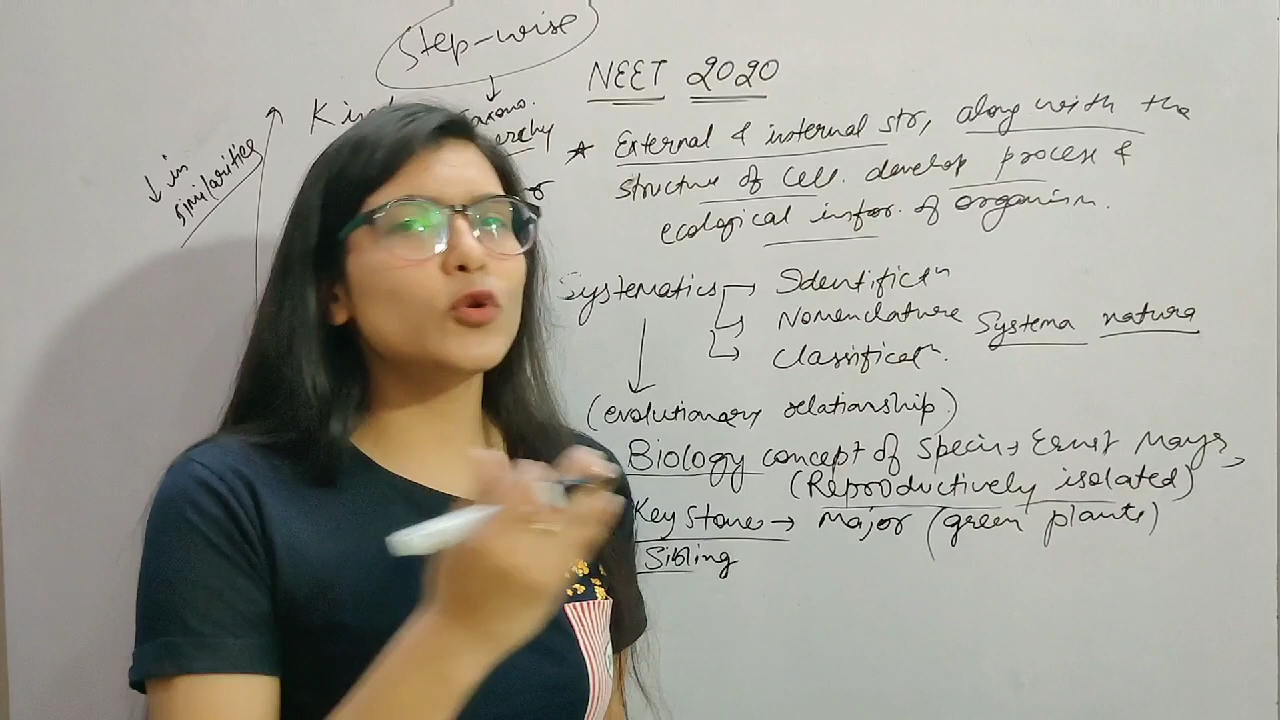 Step-wise
NEET 2020
↓ in
similarities
Taxono.
* External & internal str, along with the
structure of cell. develop process &
ecological infor. of organism.
Systematics → Identificⁿ
→ Nomenclature
Systema natura
→ Classificatⁿ.
(evolutionary relationship)
Biology concept of Species → Ernst Mayr
(Reproductively isolated)
Key Stone → Major (green plants)
Sibling